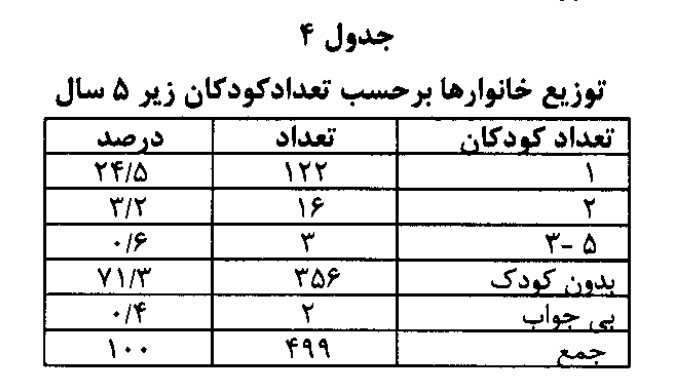 جدول ۴
توزیع خانوارها برحسب تعدادکودکان زیر ۵ سال
تعداد کودکان تعداد درصد
۱ ۱۲۲ ۲۴/۵
۲ ۱۶ ۳/۲
۳- ۵ ۳ ۰/۶
بدون کودک ۳۵۶ ۷۱/۳
بی جواب ۲ ۰/۴
جمع ۴۹۹ ۱۰۰